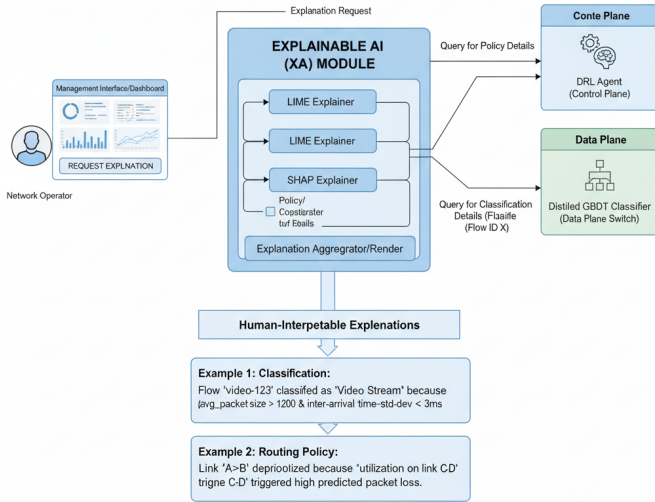 Explanation Request
Conte Plane
DRL Agent
(Control Plane)
EXPLAINABLE AI
(XA) MODULE
Query for Policy Details
LIME Explainer
LIME Explainer
SHAP Explainer
Policy/
Explanation Aggregrator/Render
Management Interface/Dashboard
REQUEST EXPLNATION
Network Operator
Data Plane
Distiled GBDT Classifier
(Data Plane Switch)
Query for Classification
Details
(Flow ID X)
Human-Interpetable Explenations
Example 1: Classification:
Flow 'video-123' classifed as "Video Stream" because
(avg_packet size > 1200 & inter-arrival time-std-dev < 3ms
Example 2: Routing Policy:
Link 'A>B' depriootized because 'utilization on link CD'
trigne C-D' triggered high predicted packet loss.